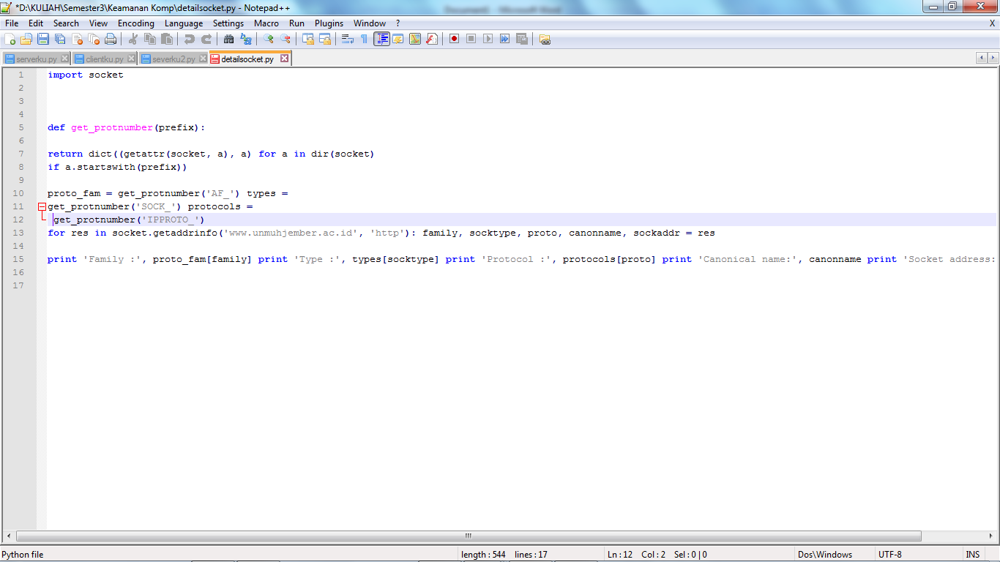 *D:\KULIAH\Semester3\Keamanan Komp\detailsocket.py - Notepad++
File Edit Search View Encoding Language Settings Macro Run Plugins Window ? X
serverku.py clientku.py severku2.py detailsocket.py
1 import socket
2
3
4
5 def get_protnumber(prefix):
6
7 return dict((getattr(socket, a), a) for a in dir(socket)
8 if a.startswith(prefix))
9
10 proto_fam = get_protnumber('AF_') types =
11 get_protnumber('SOCK_') protocols =
12 get_protnumber('IPPROTO_')
13 for res in socket.getaddrinfo('www.unmuhjember.ac.id', 'http'): family, socktype, proto, canonname, sockaddr = res
14
15 print 'Family :', proto_fam[family] print 'Type :', types[socktype] print 'Protocol :', protocols[proto] print 'Canonical name:', canonname print 'Socket address:
16
17
Python file length : 544 lines : 17 Ln : 12 Col : 2 Sel : 0 | 0 Dos\Windows UTF-8 INS